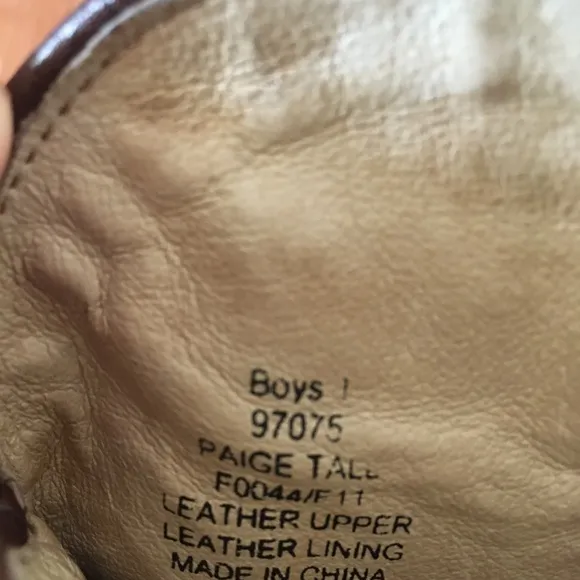 Boys 1
97075
PAIGE TALL
F0044/F11
LEATHER UPPER
LEATHER LINING
MADE IN CHINA